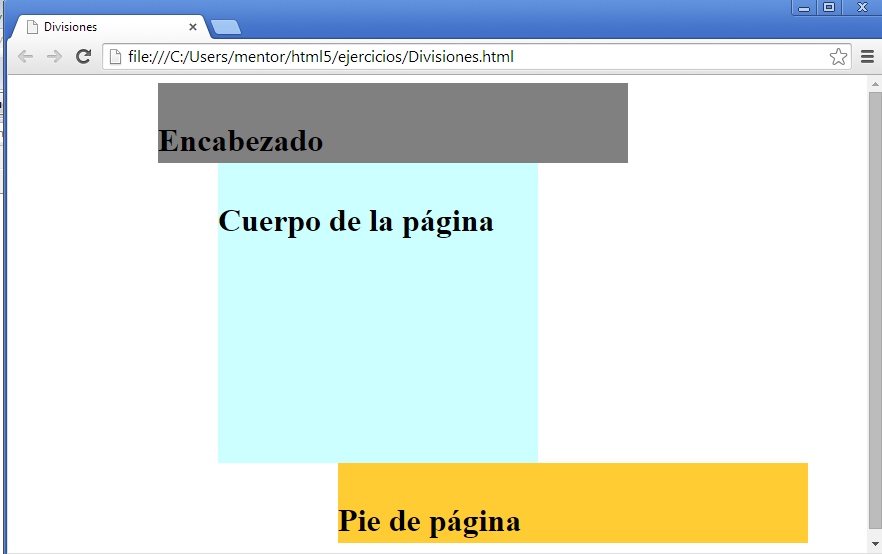 Divisiones
file:///C:/Users/mentor/html5/ejercicios/Divisiones.html
Encabezado
Cuerpo de la página
Pie de página